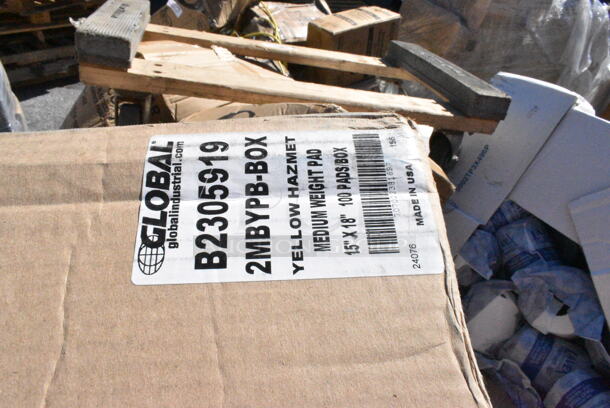 GLOBAL
globalindustrial.com
B2305919
2MBYPB-BOX
YELLOW HAZMET
MEDIUM WEIGHT PAD
15" X 18" 100 PADS/BOX
24076 MADE IN USA